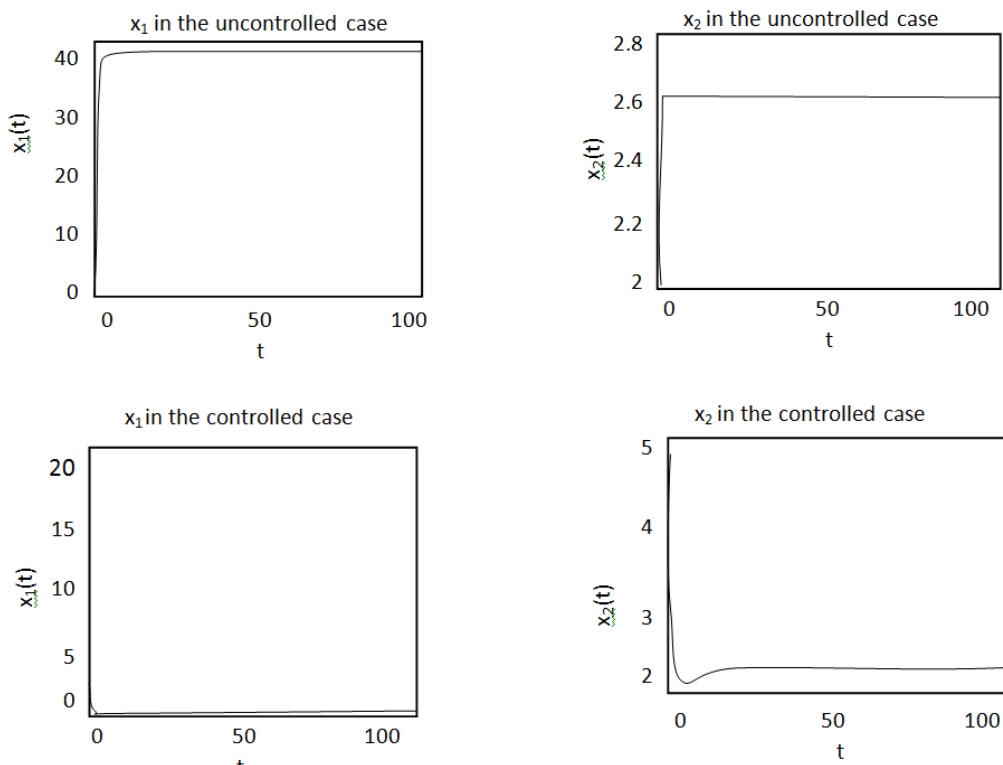 x₁ in the uncontrolled case
40
30
20
10
0
x₁(t)
0 50 100
t
x₂ in the uncontrolled case
2.8
2.6
2.4
2.2
2
x₂(t)
0 50 100
t
x₁ in the controlled case
20
15
10
5
0
x₁(t)
0 50 100
t
x₂ in the controlled case
5
4
3
2
x₂(t)
0 50 100
t